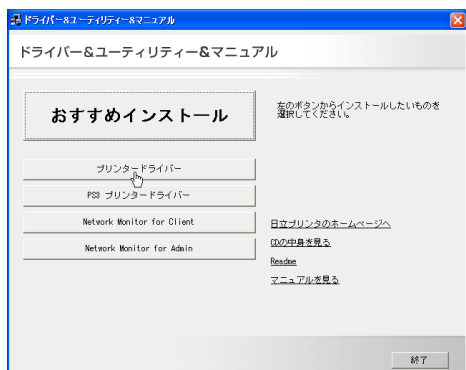 ドライバー&ユーティリティー&マニュアル
ドライバー&ユーティリティー&マニュアル
おすすめインストール
左のボタンからインストールしたいものを
選択してください。
プリンタードライバー
PS3 プリンタードライバー
Network Monitor for Client
Network Monitor for Admin
日立プリンタのホームページへ
CDの中身を見る
Readme
マニュアルを見る
終了